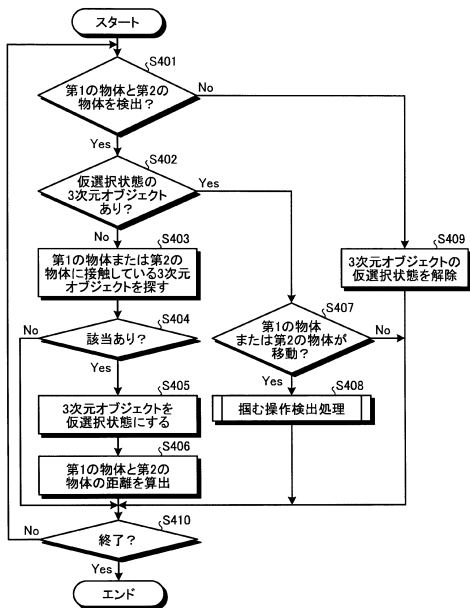 スタート
S401
第1の物体と第2の
物体を検出?
No
Yes
S402
仮選択状態の
3次元オブジェクト
あり?
Yes
No
S403
第1の物体または第2の
物体に接触している3次元
オブジェクトを探す
S409
3次元オブジェクトの
仮選択状態を解除
S404
No
該当あり?
Yes
S407
第1の物体
または第2の物体が
移動?
No
Yes
S405
3次元オブジェクトを
仮選択状態にする
S408
掴む操作検出処理
S406
第1の物体と第2の
物体の距離を算出
S410
No
終了?
Yes
エンド